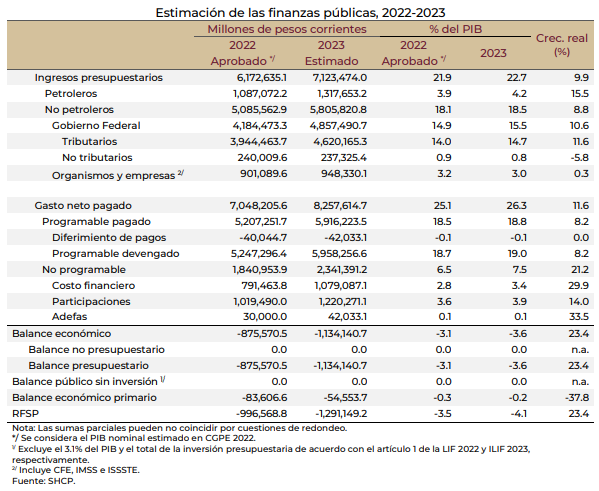 Estimación de las finanzas públicas, 2022-2023
Millones de pesos corrientes % del PIB Crec. real (%)
2022 Aprobado */ 2023 Estimado 2022 Aprobado */ 2023
Ingresos presupuestarios 6,172,635.1 7,123,474.0 21.9 22.7 9.9
Petroleros 1,087,072.2 1,317,653.2 3.9 4.2 15.5
No petroleros 5,085,562.9 5,805,820.8 18.1 18.5 8.8
Gobierno Federal 4,184,473.3 4,857,490.7 14.9 15.5 10.6
Tributarios 3,944,463.7 4,620,165.3 14.0 14.7 11.6
No tributarios 240,009.6 237,325.4 0.9 0.8 -5.8
Organismos y empresas 2/ 901,089.6 948,330.1 3.2 3.0 0.3
Gasto neto pagado 7,048,205.6 8,257,614.7 25.1 26.3 11.6
Programable pagado 5,207,251.7 5,916,223.5 18.5 18.8 8.2
Diferimiento de pagos -40,044.7 -42,033.1 -0.1 -0.1 0.0
Programable devengado 5,247,296.4 5,958,256.6 18.7 19.0 8.2
No programable 1,840,953.9 2,341,391.2 6.5 7.5 21.2
Costo financiero 791,463.8 1,079,087.1 2.8 3.4 29.9
Participaciones 1,019,490.0 1,220,271.1 3.6 3.9 14.0
Adefas 30,000.0 42,033.1 0.1 0.1 33.5
Balance económico -875,570.5 -1,134,140.7 -3.1 -3.6 23.4
Balance no presupuestario 0.0 0.0 0.0 0.0 n.a.
Balance presupuestario -875,570.5 -1,134,140.7 -3.1 -3.6 23.4
Balance público sin inversión 1/ 0.0 0.0 0.0 0.0 n.a.
Balance económico primario -83,606.6 -54,553.7 -0.3 -0.2 -37.8
RFSP -996,568.8 -1,291,149.2 -3.5 -4.1 23.4
Nota: Las sumas parciales pueden no coincidir por cuestiones de redondeo.
*/ Se considera el PIB nominal estimado en CGPE 2022.
1/ Excluye el 3.1% del PIB y el total de la inversión presupuestaria de acuerdo con el artículo 1 de la LIF 2022 y ILIF 2023,
respectivamente.
2/ Incluye CFE, IMSS e ISSSTE.
Fuente: SHCP.